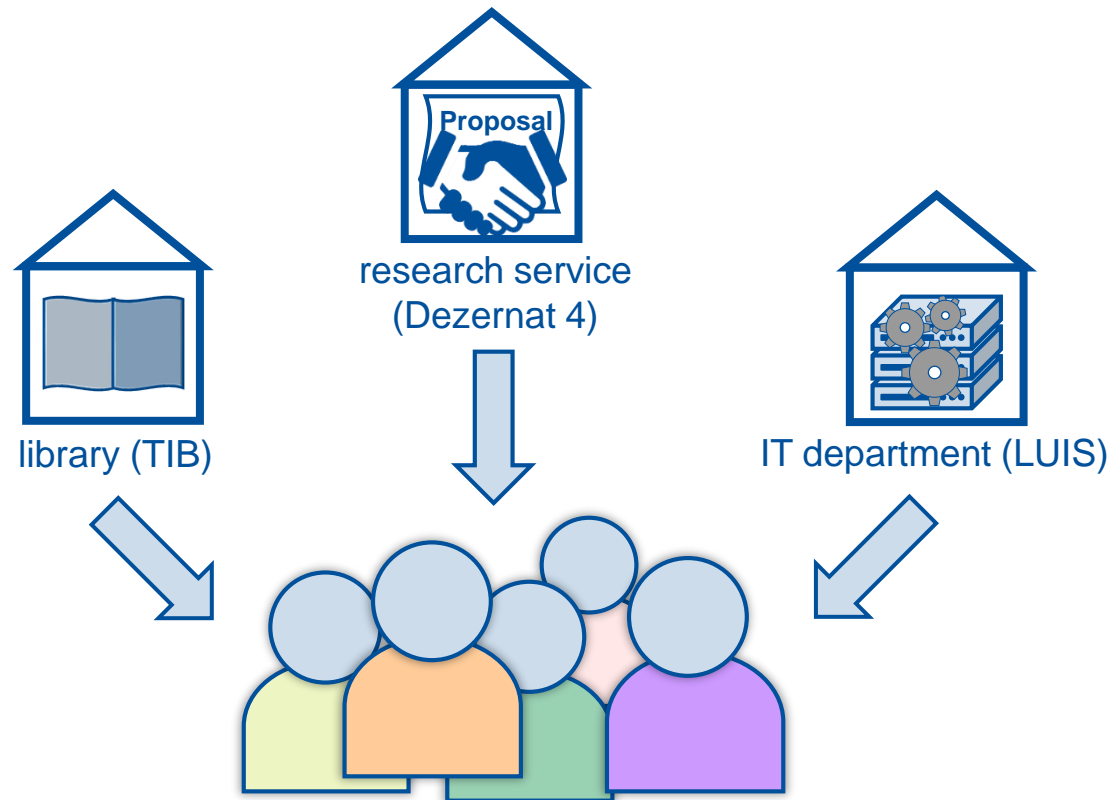 Proposal
research service
(Dezernat 4)
library (TIB)
IT department (LUIS)